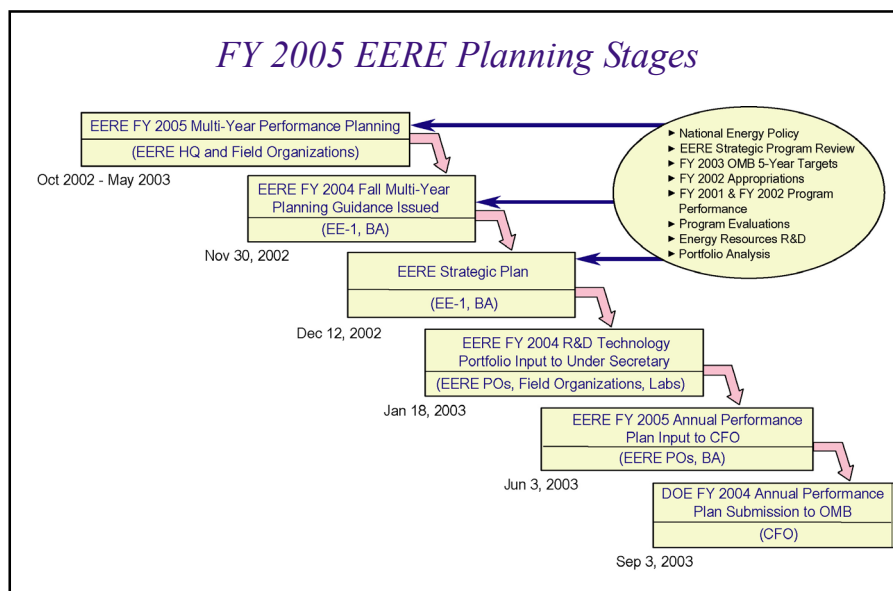 FY 2005 EERE Planning Stages
EERE FY 2005 Multi-Year Performance Planning
(EERE HQ and Field Organizations)
Oct 2002 - May 2003
► National Energy Policy
► EERE Strategic Program Review
► FY 2003 OMB 5-Year Targets
► FY 2002 Appropriations
► FY 2001 & FY 2002 Program
Performance
► Program Evaluations
► Energy Resources R&D
► Portfolio Analysis
EERE FY 2004 Fall Multi-Year
Planning Guidance Issued
(EE-1, BA)
Nov 30, 2002
EERE Strategic Plan
(EE-1, BA)
Dec 12, 2002
EERE FY 2004 R&D Technology
Portfolio Input to Under Secretary
(EERE POs, Field Organizations, Labs)
Jan 18, 2003
EERE FY 2005 Annual Performance
Plan Input to CFO
(EERE POs, BA)
Jun 3, 2003
DOE FY 2004 Annual Performance
Plan Submission to OMB
(CFO)
Sep 3, 2003